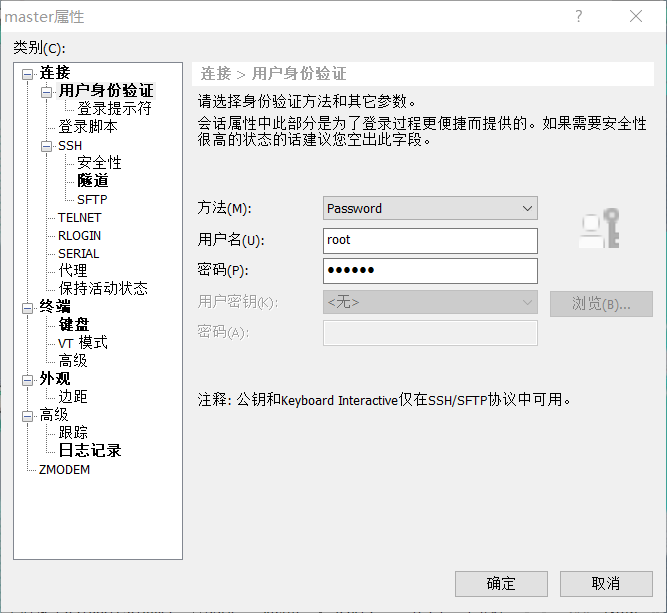 master属性
类别(C):
连接
用户身份验证
登录提示符
登录脚本
SSH
安全性
隧道
SFTP
TELNET
RLOGIN
SERIAL
代理
保持活动状态
终端
键盘
VT 模式
高级
外观
边距
高级
跟踪
日志记录
ZMODEM
连接 > 用户身份验证
请选择身份验证方法和其它参数。
会话属性中此部分是为了登录过程更便捷而提供的。如果需要安全性
很高的状态的话建议您空出此字段。
方法(M):
Password
用户名(U):
root
密码(P):
●●●●●●
用户密钥(K):
<无>
浏览(B)...
密码(A):
注释: 公钥和Keyboard Interactive仅在SSH/SFTP协议中可用。
确定
取消